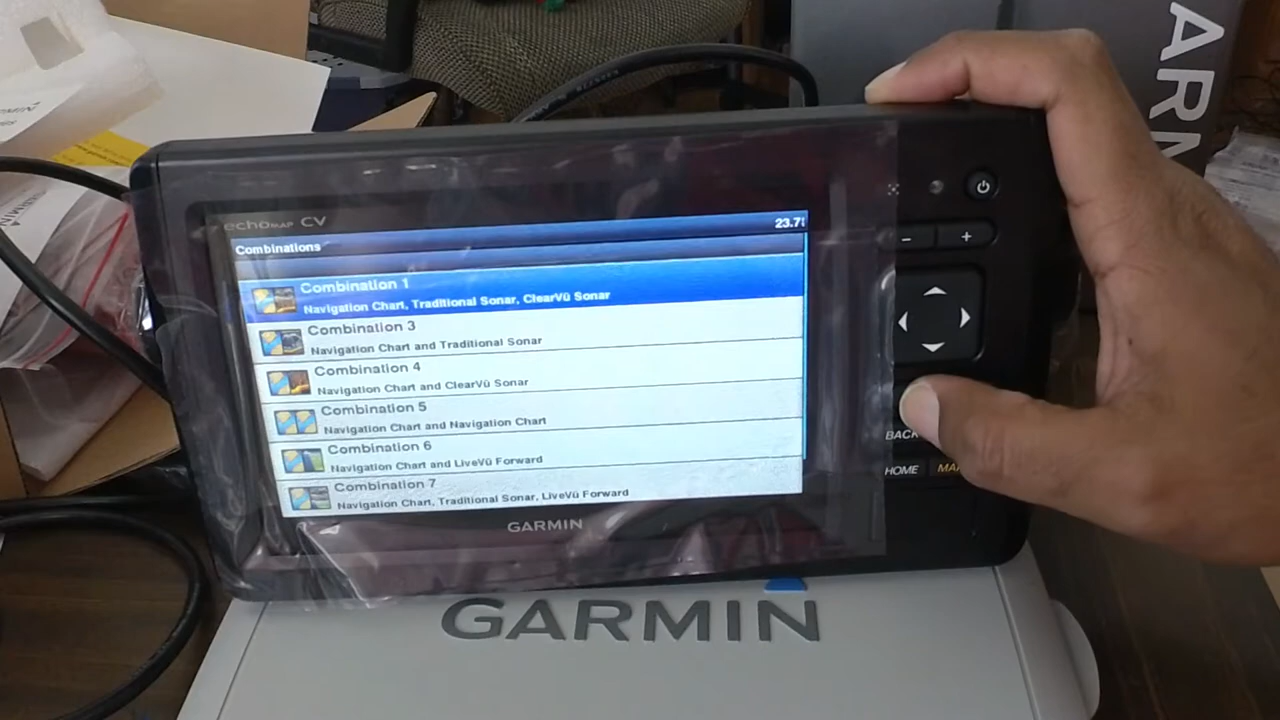 ARM
echoMAP CV
23.7
Combinations
Combination 1
Navigation Chart, Traditional Sonar, ClearVü Sonar
Combination 3
Navigation Chart and Traditional Sonar
Combination 4
Navigation Chart and ClearVü Sonar
Combination 5
Navigation Chart and Navigation Chart
Combination 6
Navigation Chart and LiveVü Forward
Combination 7
Navigation Chart, Traditional Sonar, LiveVü Forward
GARMIN
- +
BACK
HOME
GARMIN